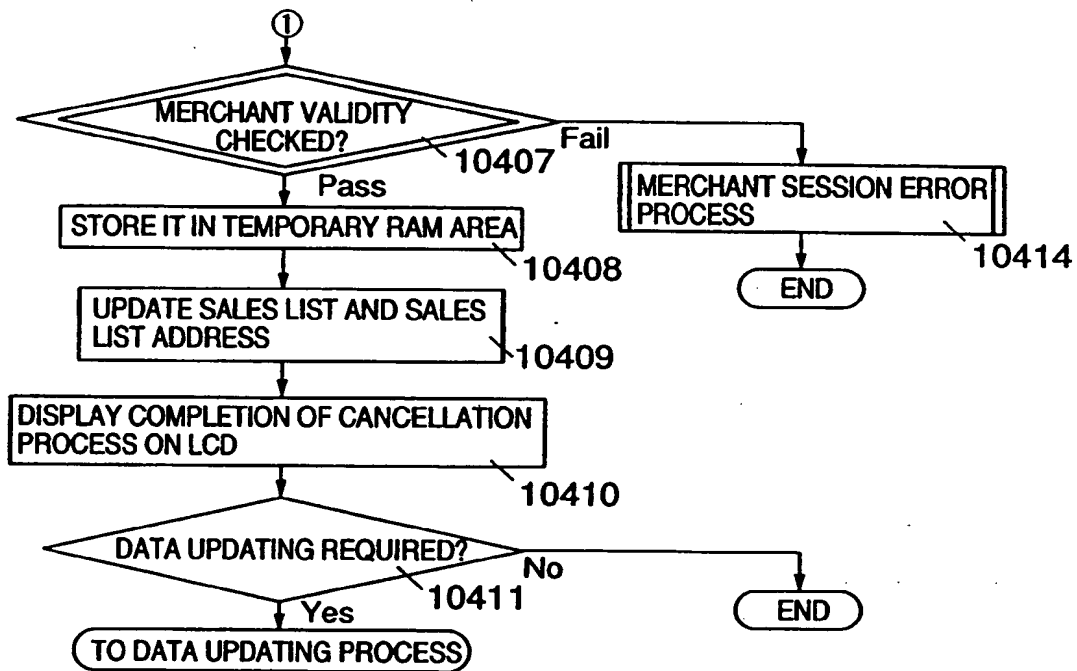 ①
MERCHANT VALIDITY
CHECKED?
10407
Fail
Pass
MERCHANT SESSION ERROR
PROCESS
10414
END
STORE IT IN TEMPORARY RAM AREA
10408
UPDATE SALES LIST AND SALES
LIST ADDRESS
10409
DISPLAY COMPLETION OF CANCELLATION
PROCESS ON LCD
10410
DATA UPDATING REQUIRED?
10411
No
END
Yes
TO DATA UPDATING PROCESS